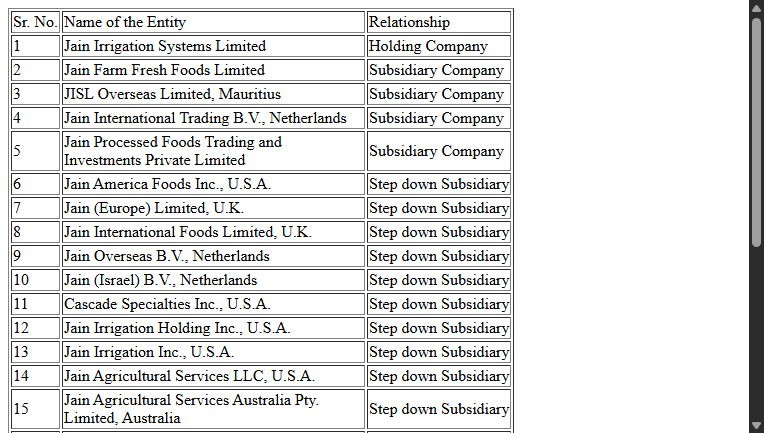 Sr. No. Name of the Entity Relationship
1 Jain Irrigation Systems Limited Holding Company
2 Jain Farm Fresh Foods Limited Subsidiary Company
3 JISL Overseas Limited, Mauritius Subsidiary Company
4 Jain International Trading B.V., Netherlands Subsidiary Company
5 Jain Processed Foods Trading and
Investments Private Limited Subsidiary Company
6 Jain America Foods Inc., U.S.A. Step down Subsidiary
7 Jain (Europe) Limited, U.K. Step down Subsidiary
8 Jain International Foods Limited, U.K. Step down Subsidiary
9 Jain Overseas B.V., Netherlands Step down Subsidiary
10 Jain (Israel) B.V., Netherlands Step down Subsidiary
11 Cascade Specialties Inc., U.S.A. Step down Subsidiary
12 Jain Irrigation Holding Inc., U.S.A. Step down Subsidiary
13 Jain Irrigation Inc., U.S.A. Step down Subsidiary
14 Jain Agricultural Services LLC, U.S.A. Step down Subsidiary
15 Jain Agricultural Services Australia Pty.
Limited, Australia Step down Subsidiary